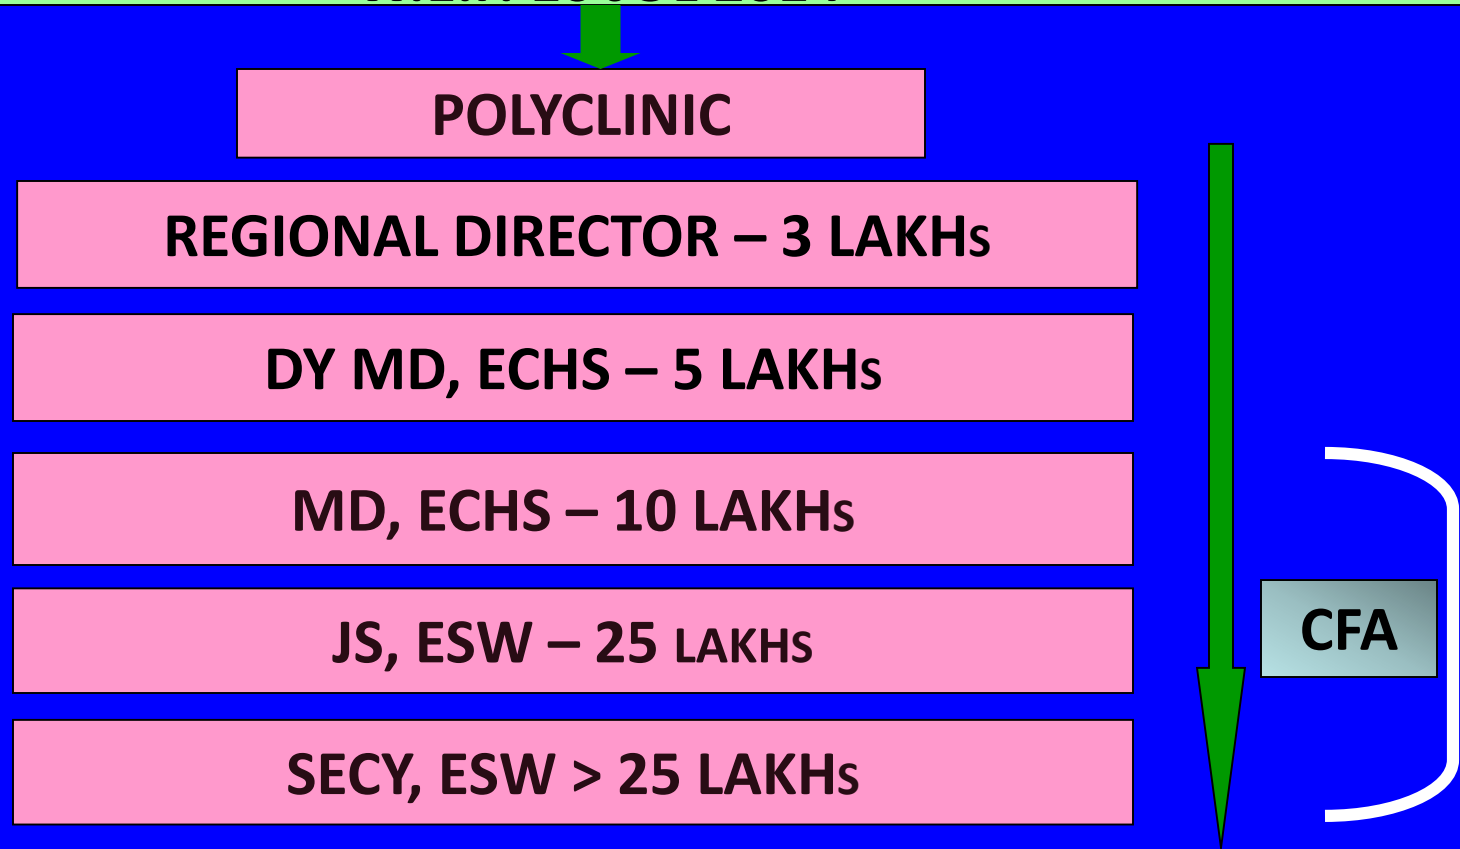 POLYCLINIC
REGIONAL DIRECTOR – 3 LAKHS
DY MD, ECHS – 5 LAKHS
MD, ECHS – 10 LAKHS
JS, ESW – 25 LAKHS
CFA
SECY, ESW > 25 LAKHS